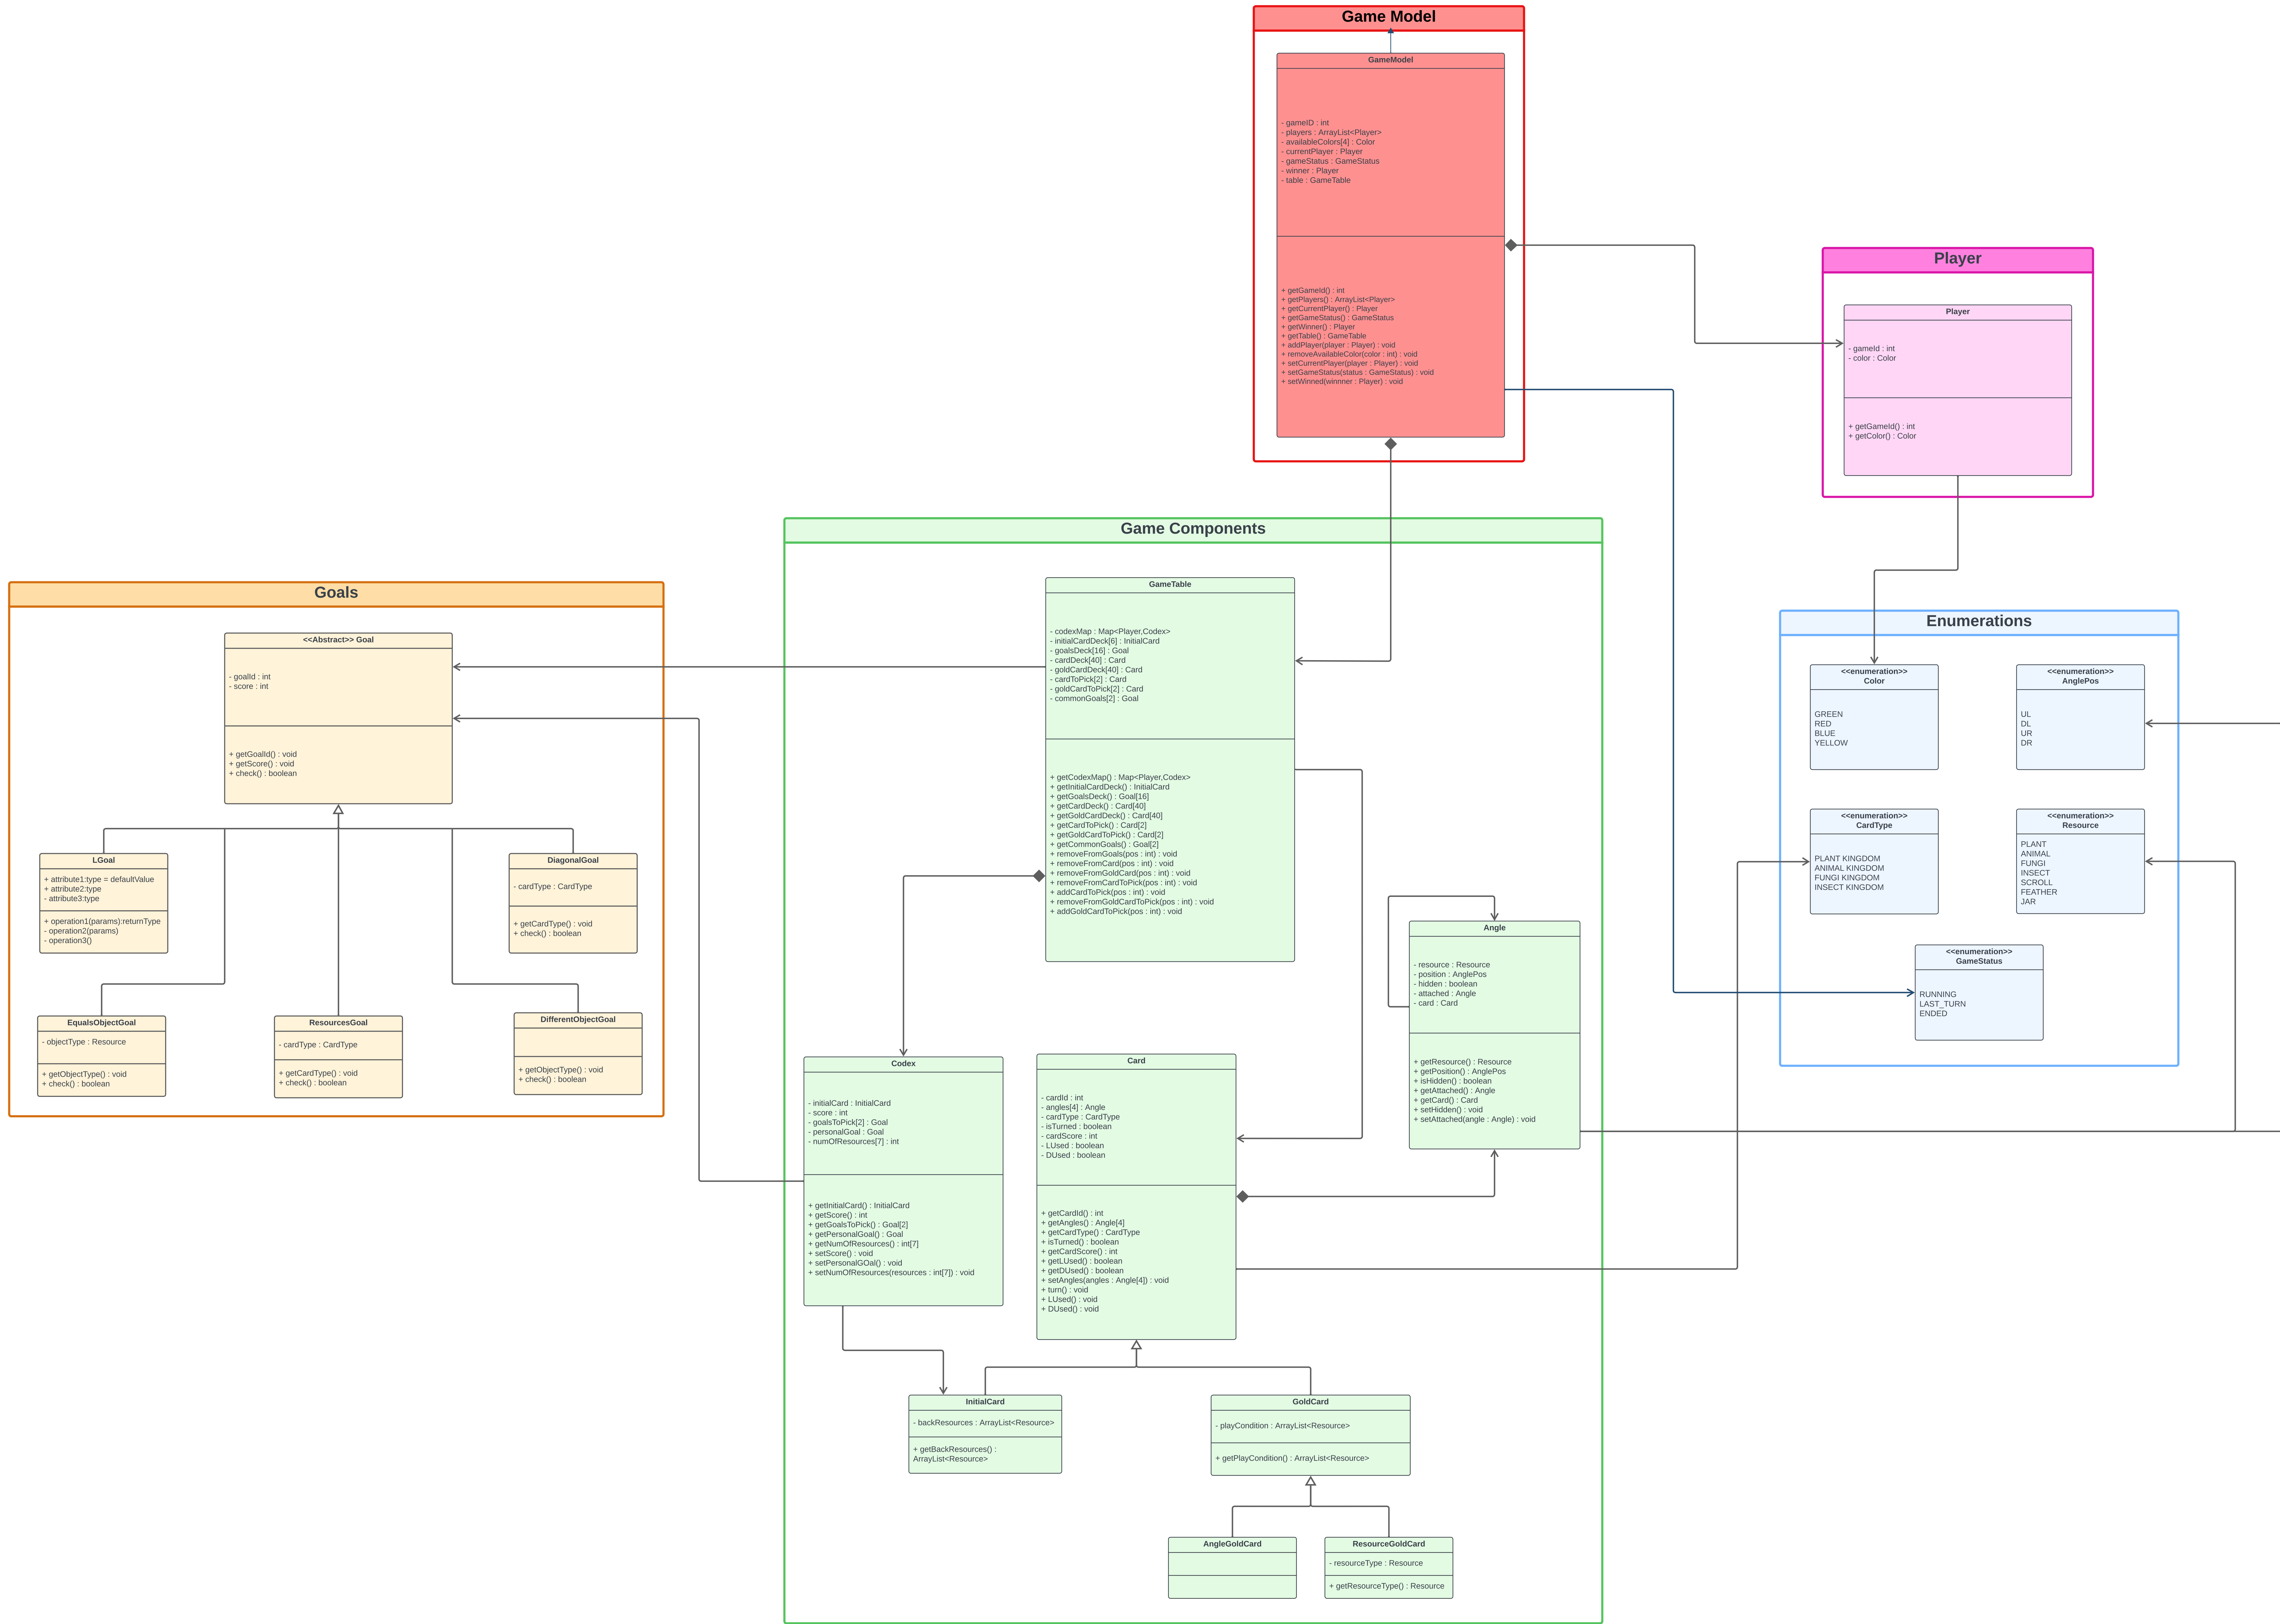 Game Model
GameModel
- gameID : int
- players : ArrayList<Player>
- availableColors[4] : Color
- currentPlayer : Player
- gameStatus : GameStatus
- winner : Player
- table : GameTable
+ getGameId() : int
+ getPlayers() : ArrayList<Player>
+ getCurrentPlayer() : Player
+ getGameStatus() : GameStatus
+ getWinner() : Player
+ getTable() : GameTable
+ addPlayer(player : Player) : void
+ removeAvailableColor(color : int) : void
+ setCurrentPlayer(player : Player) : void
+ setGameStatus(status : GameStatus) : void
+ setWinned(winnner : Player) : void
Player
Player
- gameId : int
- color : Color
+ getGameId() : int
+ getColor() : Color
Goals
<<Abstract>> Goal
- goalId : int
- score : int
+ getGoalId() : void
+ getScore() : void
+ check() : boolean
LGoal
+ attribute1:type = defaultValue
+ attribute2:type
- attribute3:type
+ operation1(params):returnType
- operation2(params)
- operation3()
DiagonalGoal
- cardType : CardType
+ getCardType() : void
+ check() : boolean
EqualsObjectGoal
- objectType : Resource
+ getObjectType() : void
+ check() : boolean
ResourcesGoal
- cardType : CardType
+ getCardType() : void
+ check() : boolean
DifferentObjectGoal
+ getObjectType() : void
+ check() : boolean
Game Components
GameTable
- codexMap : Map<Player,Codex>
- initialCardDeck[6] : InitialCard
- goalsDeck[16] : Goal
- cardDeck[40] : Card
- goldCardDeck[40] : Card
- cardToPick[2] : Card
- goldCardToPick[2] : Card
- commonGoals[2] : Goal
+ getCodexMap() : Map<Player,Codex>
+ getInitialCardDeck() : InitialCard
+ getGoalsDeck() : Goal[16]
+ getCardDeck() : Card[40]
+ getGoldCardDeck() : Card[40]
+ getCardToPick() : Card[2]
+ getGoldCardToPick() : Card[2]
+ getCommonGoals() : Goal[2]
+ removeFromGoals(pos : int) : void
+ removeFromCard(pos : int) : void
+ removeFromGoldCard(pos : int) : void
+ removeFromCardToPick(pos : int) : void
+ addCardToPick(pos : int) : void
+ removeFromGoldCardToPick(pos : int) : void
+ addGoldCardToPick(pos : int) : void
Angle
- resource : Resource
- position : AnglePos
- hidden : boolean
- attached : Angle
- card : Card
+ getResource() : Resource
+ getPosition() : AnglePos
+ isHidden() : boolean
+ getAttached() : Angle
+ getCard() : Card
+ setHidden() : void
+ setAttached(angle : Angle) : void
Codex
- initialCard : InitialCard
- score : int
- goalsToPick[2] : Goal
- personalGoal : Goal
- numOfResources[7] : int
+ getInitialCard() : InitialCard
+ getScore() : int
+ getGoalsToPick() : Goal[2]
+ getPersonalGoal() : Goal
+ getNumOfResources() : int[7]
+ setScore() : void
+ setPersonalGOal() : void
+ setNumOfResources(resources : int[7]) : void
Card
- cardId : int
- angles[4] : Angle
- cardType : CardType
- isTurned : boolean
- cardScore : int
- LUsed : boolean
- DUsed : boolean
+ getCardId() : int
+ getAngles() : Angle[4]
+ getCardType() : CardType
+ isTurned() : boolean
+ getCardScore() : int
+ getLUsed() : boolean
+ getDUsed() : boolean
+ setAngles(angles : Angle[4]) : void
+ turn() : void
+ LUsed() : void
+ DUsed() : void
InitialCard
- backResources : ArrayList<Resource>
+ getBackResources() :
ArrayList<Resource>
GoldCard
- playCondition : ArrayList<Resource>
+ getPlayCondition() : ArrayList<Resource>
AngleGoldCard
ResourceGoldCard
- resourceType : Resource
+ getResourceType() : Resource
Enumerations
<<enumeration>>
Color
GREEN
RED
BLUE
YELLOW
<<enumeration>>
AnglePos
UL
DL
UR
DR
<<enumeration>>
CardType
PLANT KINGDOM
ANIMAL KINGDOM
FUNGI KINGDOM
INSECT KINGDOM
<<enumeration>>
Resource
PLANT
ANIMAL
FUNGI
INSECT
SCROLL
FEATHER
JAR
<<enumeration>>
GameStatus
RUNNING
LAST_TURN
ENDED